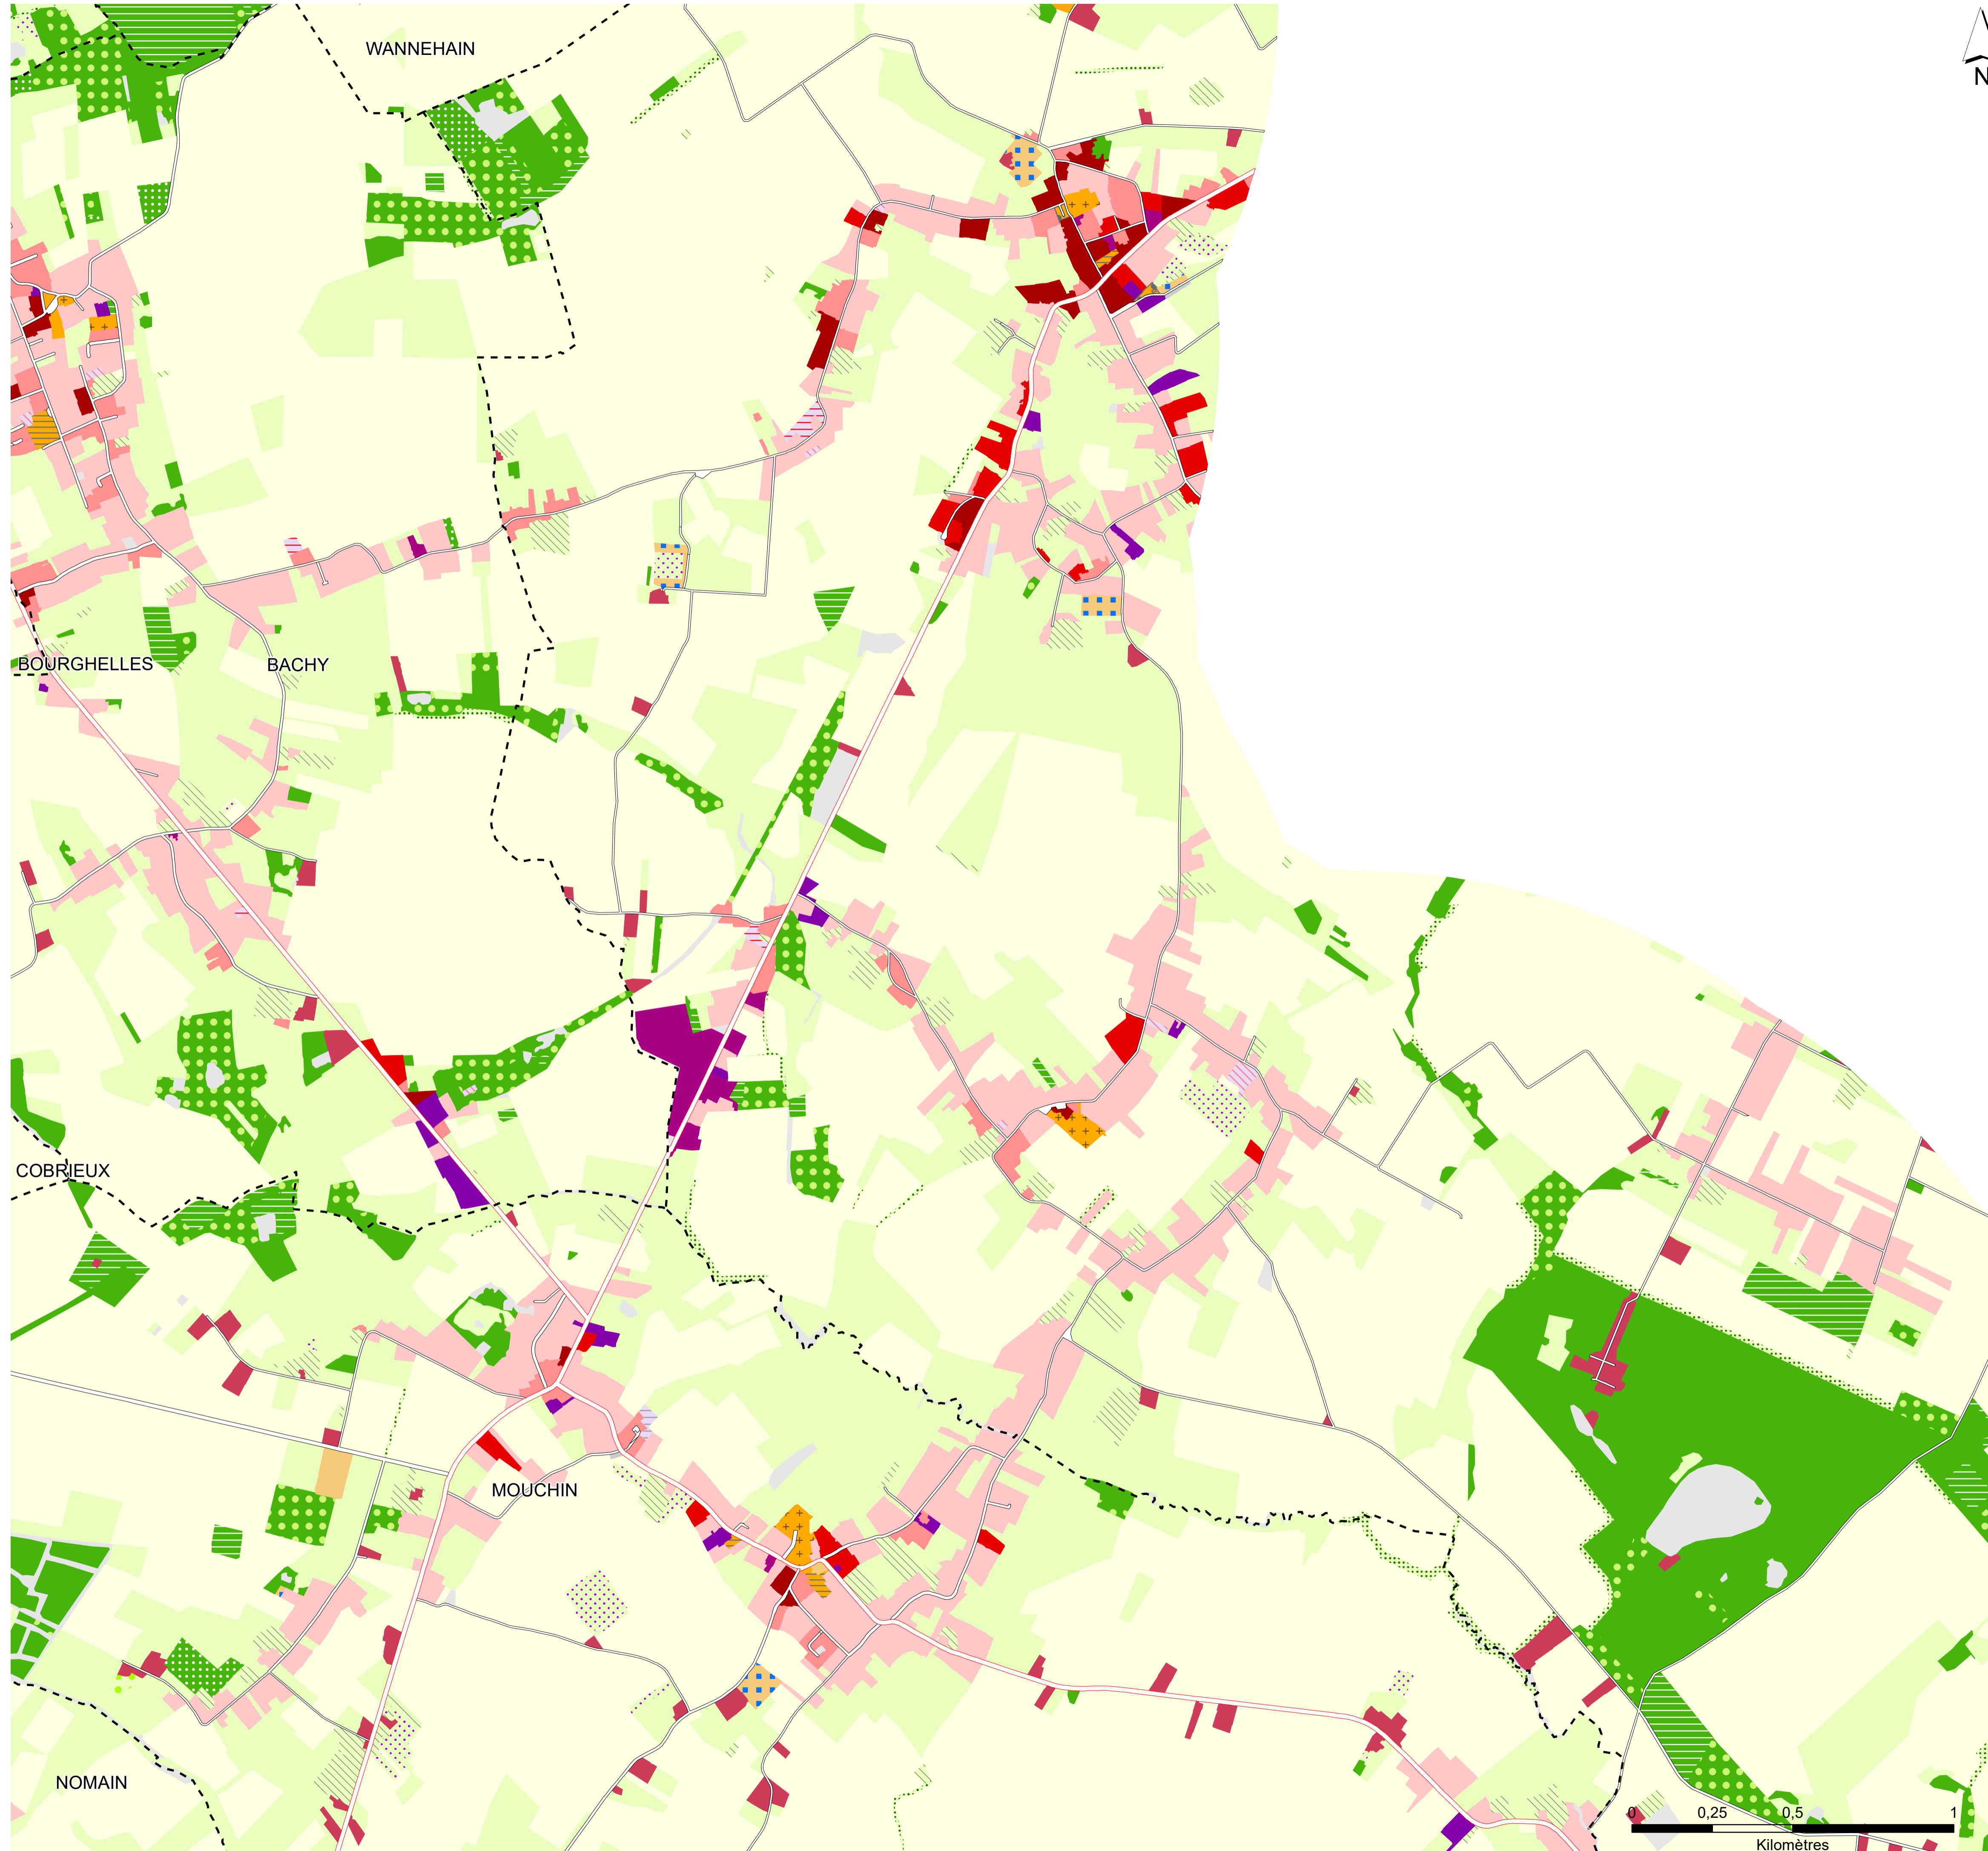 WANNEHAIN
N
BOURGHELLES
BACHY
COBRIEUX
MOUCHIN
NOMAIN
0 0,25 0,5 1
Kilomètres